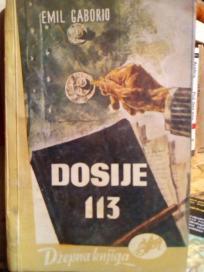 EMIL GABORIO
DOSIJE
113
Džepna knjiga